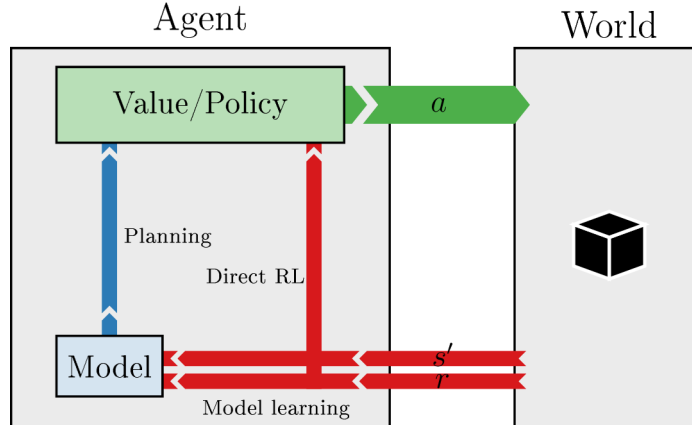 Agent
World
Value/Policy
a
Planning
Direct RL
s′
Model
r
Model learning